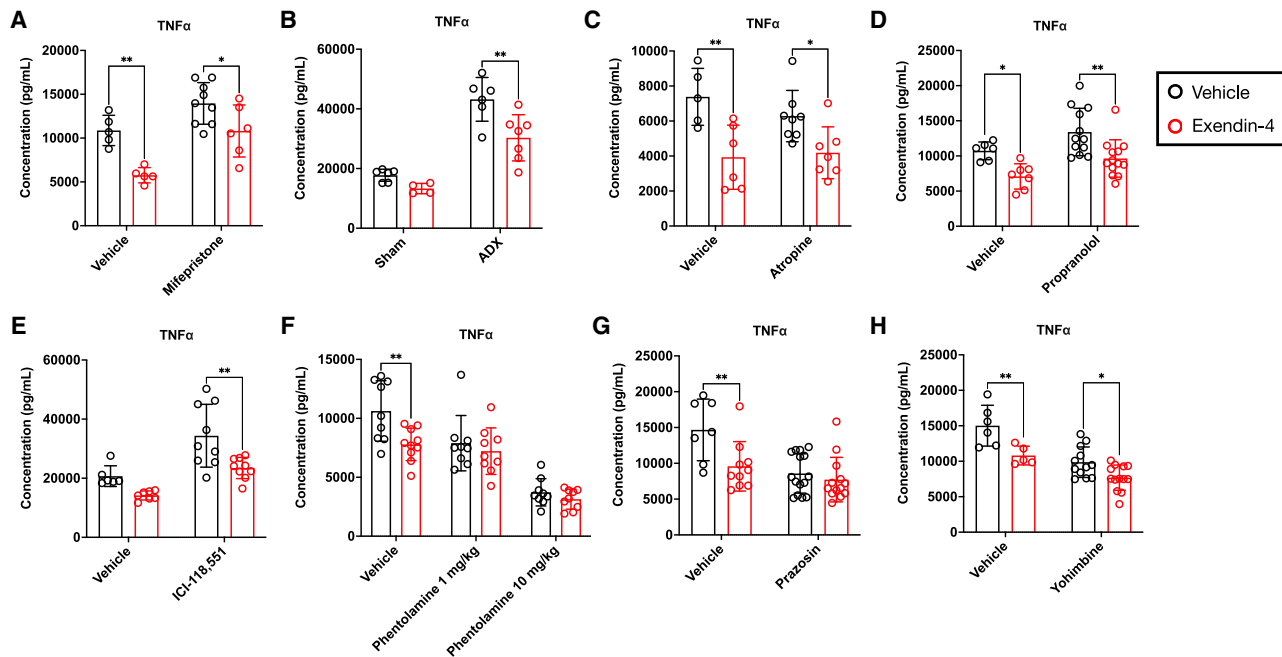 A
TNFα
Concentration (pg/mL)
20000
15000
10000
5000
0
**
*
Vehicle
Mifepristone
B
TNFα
Concentration (pg/mL)
60000
40000
20000
0
**
Sham
ADX
C
TNFα
Concentration (pg/mL)
10000
8000
6000
4000
2000
0
**
*
Vehicle
Atropine
D
TNFα
Concentration (pg/mL)
25000
20000
15000
10000
5000
0
*
**
Vehicle
Propranolol
Vehicle
Exendin-4
E
TNFα
Concentration (pg/mL)
60000
40000
20000
0
**
Vehicle
ICI-118,551
F
TNFα
Concentration (pg/mL)
15000
10000
5000
0
**
Vehicle
Phentolamine 1 mg/kg
Phentolamine 10 mg/kg
G
TNFα
Concentration (pg/mL)
25000
20000
15000
10000
5000
0
**
Vehicle
Prazosin
H
TNFα
Concentration (pg/mL)
25000
20000
15000
10000
5000
0
**
*
Vehicle
Yohimbine